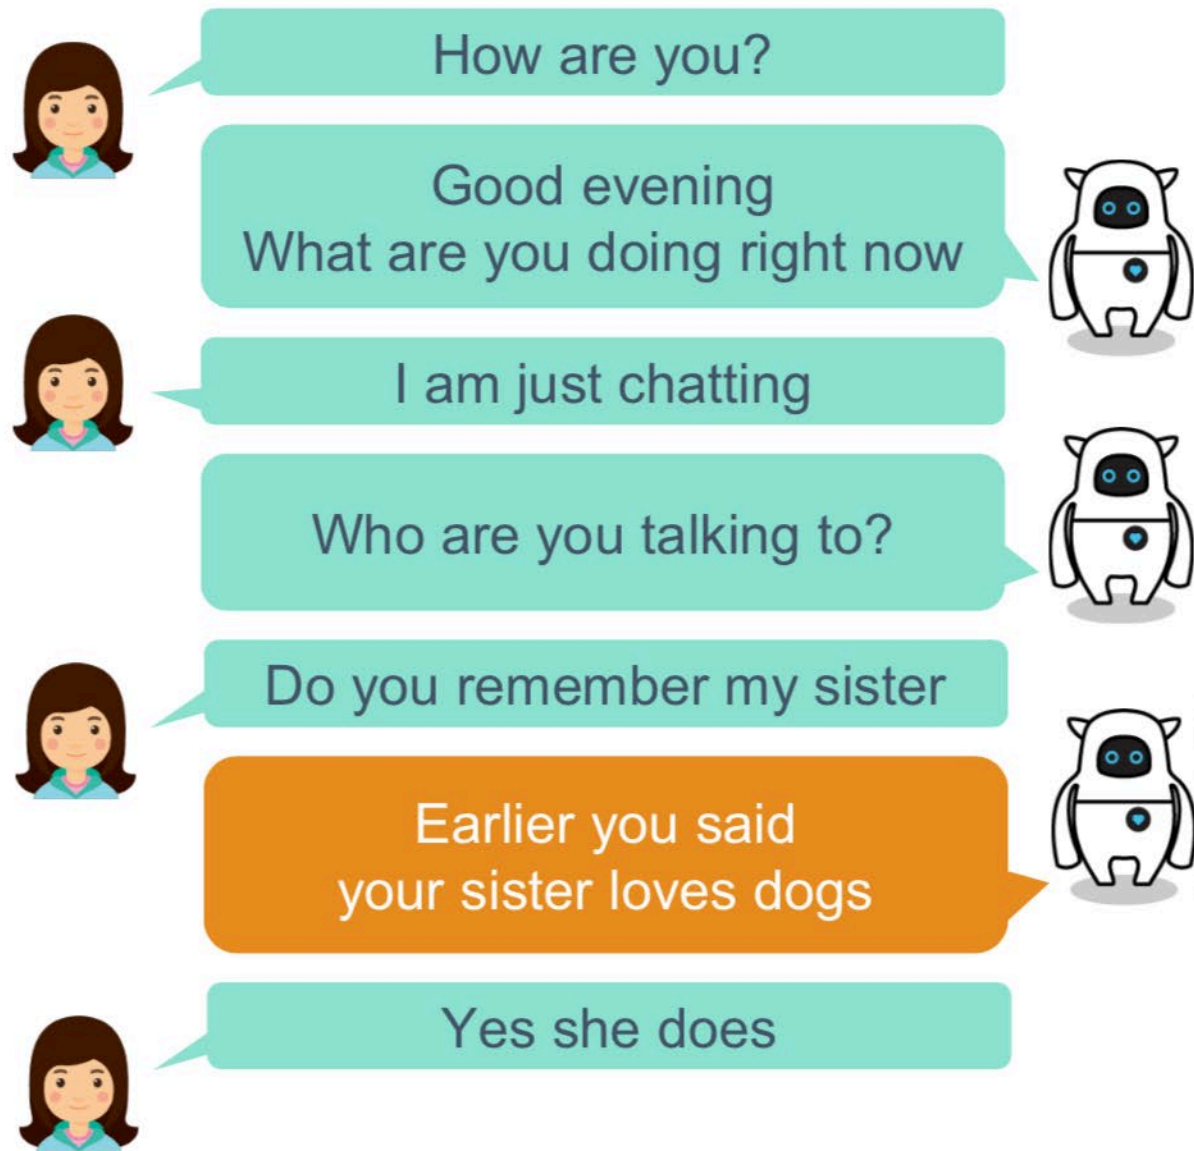 How are you?
Good evening
What are you doing right now
I am just chatting
Who are you talking to?
Do you remember my sister
Earlier you said
your sister loves dogs
Yes she does